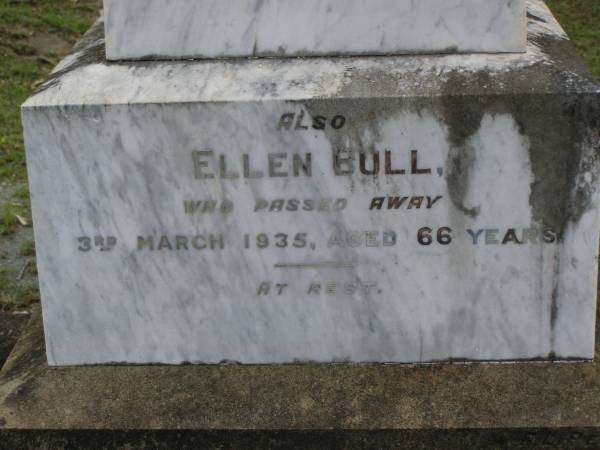 ALSO
ELLEN BULL,
WHO PASSED AWAY
3RD MARCH 1935, AGED 66 YEARS.
AT REST.